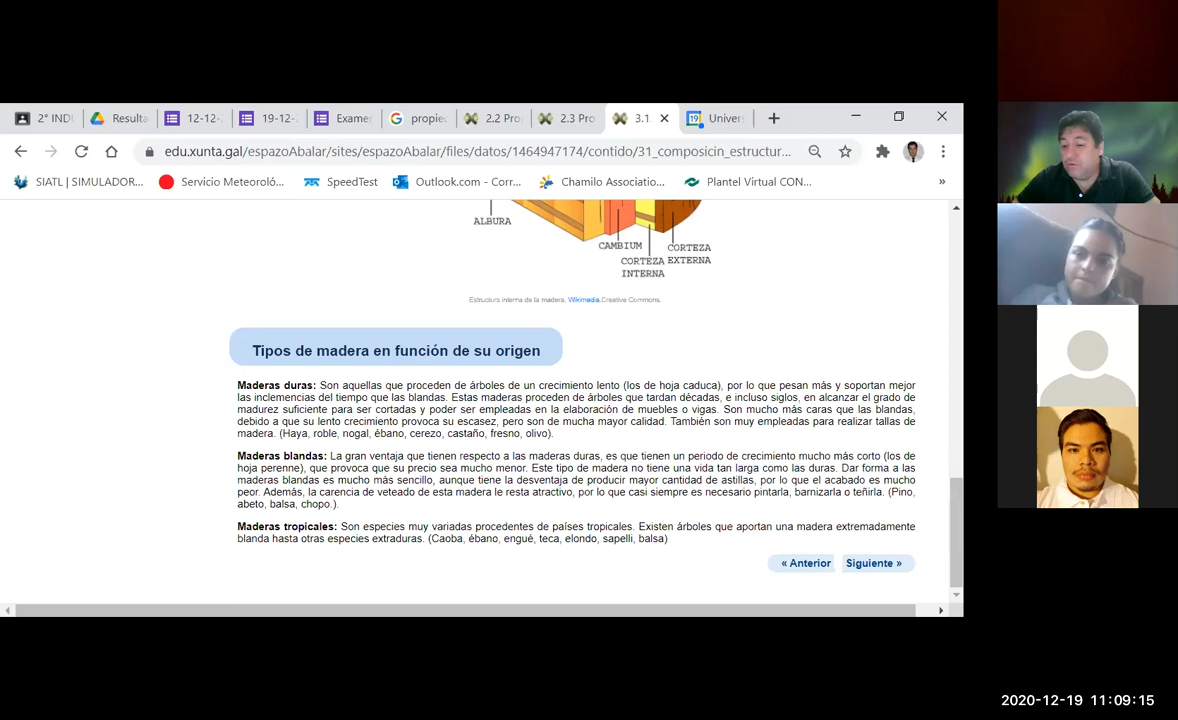 2° IND
Resulta
12-12-
19-12-
Examer
propie
2.2 Pro
2.3 Pro
3.1.
19
Univer
edu.xunta.gal/espazoAbalar/sites/espazoAbalar/files/datos/1464947174/contido/31_composicin_estructur...
SIATL | SIMULADOR...
Servicio Meteoroló...
SpeedTest
Outlook.com - Corr...
Chamilo Associatio...
Plantel Virtual CON...
»
ALBURA
CAMBIUM
CORTEZA
EXTERNA
CORTEZA
INTERNA
Estructura interna de la madera. Wikimedia.Creative Commons.
Tipos de madera en función de su origen
Maderas duras: Son aquellas que proceden de árboles de un crecimiento lento (los de hoja caduca), por lo que pesan más y soportan mejor
las inclemencias del tiempo que las blandas. Estas maderas proceden de árboles que tardan décadas, e incluso siglos, en alcanzar el grado de
madurez suficiente para ser cortadas y poder ser empleadas en la elaboración de muebles o vigas. Son mucho más caras que las blandas,
debido a que su lento crecimiento provoca su escasez, pero son de mucha mayor calidad. También son muy empleadas para realizar tallas de
madera. (Haya, roble, nogal, ébano, cerezo, castaño, fresno, olivo).
Maderas blandas: La gran ventaja que tienen respecto a las maderas duras, es que tienen un periodo de crecimiento mucho más corto (los de
hoja perenne), que provoca que su precio sea mucho menor. Este tipo de madera no tiene una vida tan larga como las duras. Dar forma a las
maderas blandas es mucho más sencillo, aunque tiene la desventaja de producir mayor cantidad de astillas, por lo que el acabado es mucho
peor. Además, la carencia de veteado de esta madera le resta atractivo, por lo que casi siempre es necesario pintarla, barnizarla o teñirla. (Pino,
abeto, balsa, chopo.).
Maderas tropicales: Son especies muy variadas procedentes de países tropicales. Existen árboles que aportan una madera extremadamente
blanda hasta otras especies extraduras. (Caoba, ébano, engué, teca, elondo, sapelli, balsa)
« Anterior
Siguiente »
2020-12-19 11:09:15